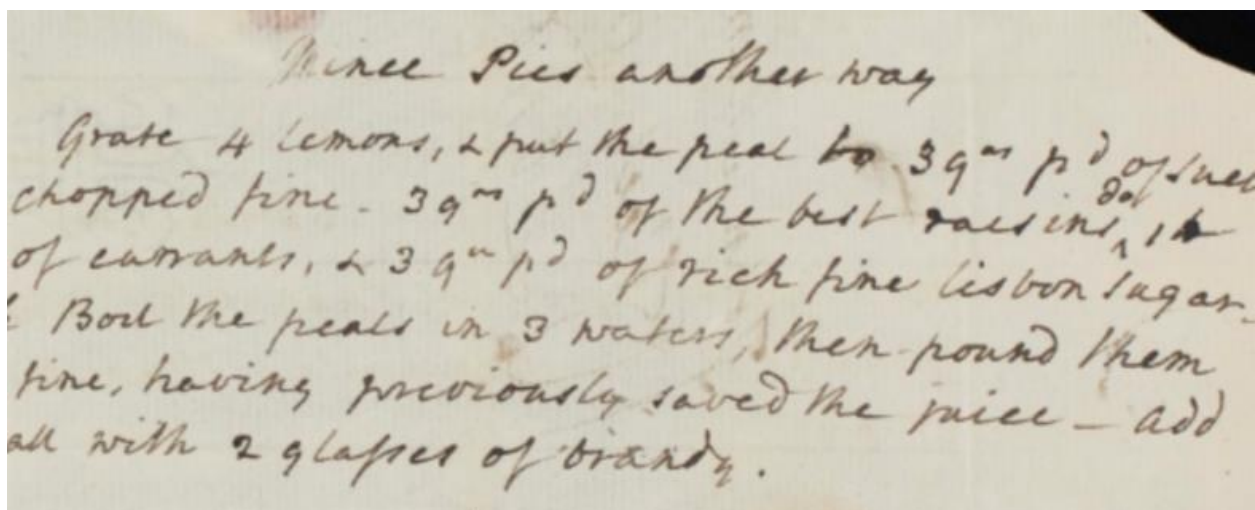 Mince Pies another way
Grate 4 lemons, & put the peal to 3 qrs pd of suet
chopped fine. 3 qrs pd of the best raisins do, 1
of currants, & 3 qrs pd of rich fine lisbon sugar
Boil the peals in 3 waters, then pound them
fine, having previously saved the juice – add
all with 2 glasses of brandy.